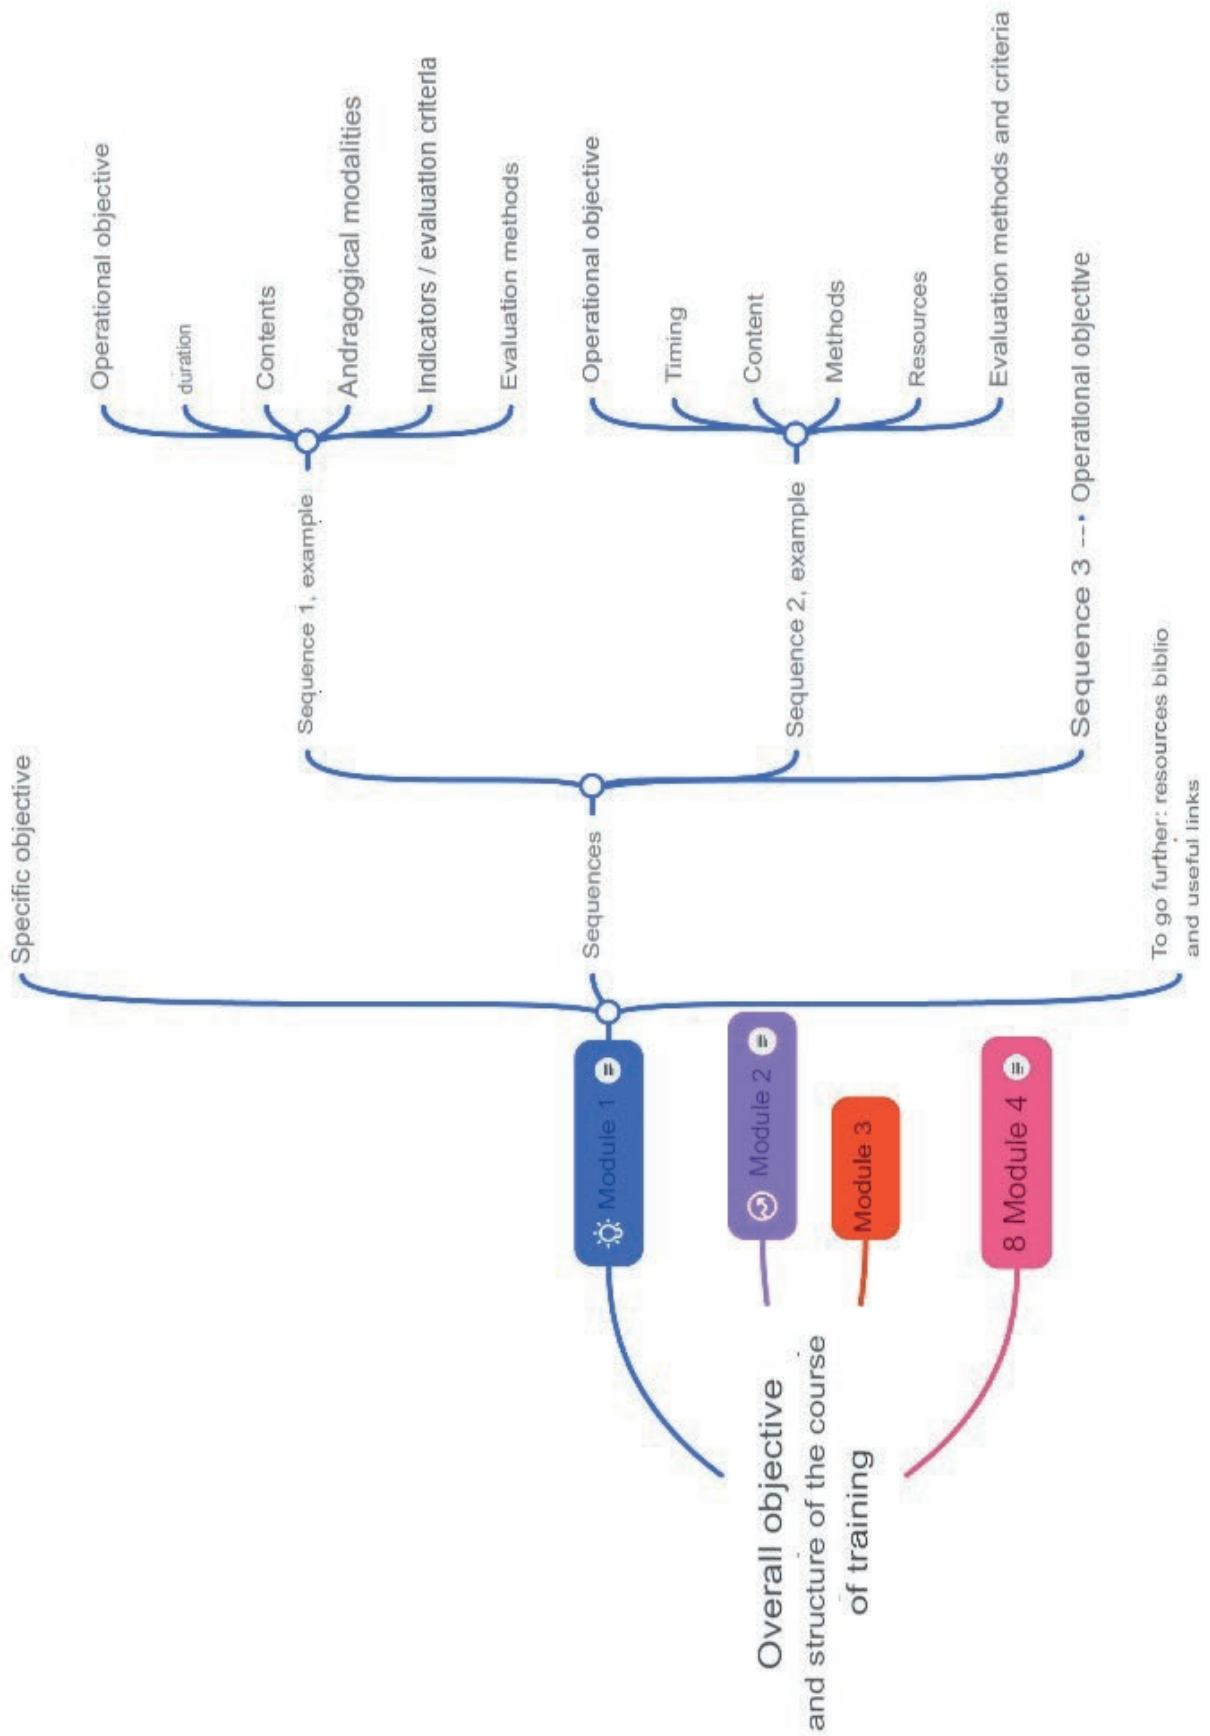 Overall objective
and structure of the course
of training
Module 1
Specific objective
Sequences
Sequence 1, example
Operational objective
duration
Contents
Andragogical modalities
Indicators / evaluation criteria
Evaluation methods
Sequence 2, example
Operational objective
Timing
Content
Methods
Resources
Evaluation methods and criteria
Sequence 3 --· Operational objective
To go further: resources biblio
and useful links
Module 2
Module 3
8 Module 4